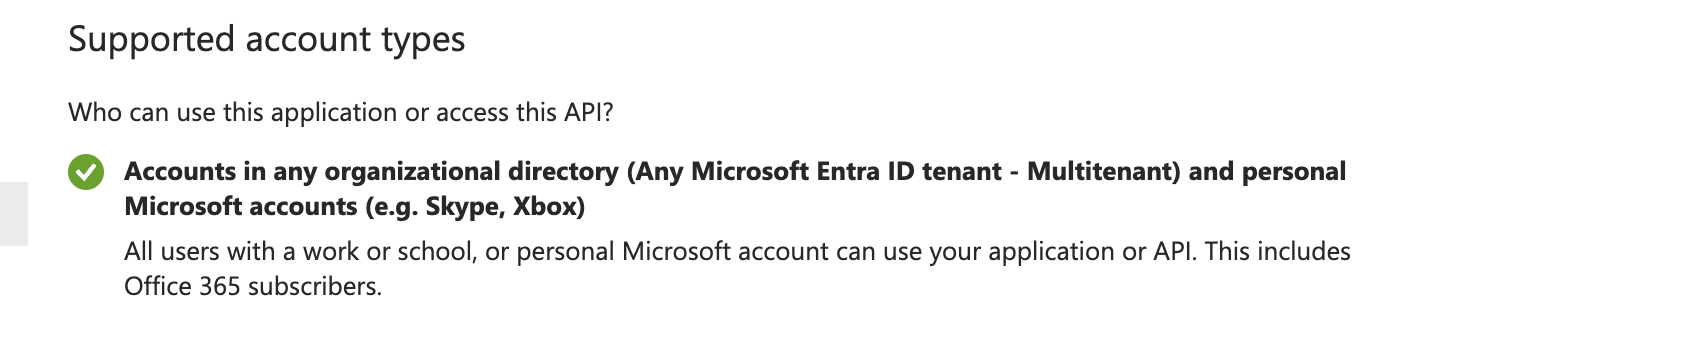 Supported account types
Who can use this application or access this API?
Accounts in any organizational directory (Any Microsoft Entra ID tenant - Multitenant) and personal
Microsoft accounts (e.g. Skype, Xbox)
All users with a work or school, or personal Microsoft account can use your application or API. This includes
Office 365 subscribers.